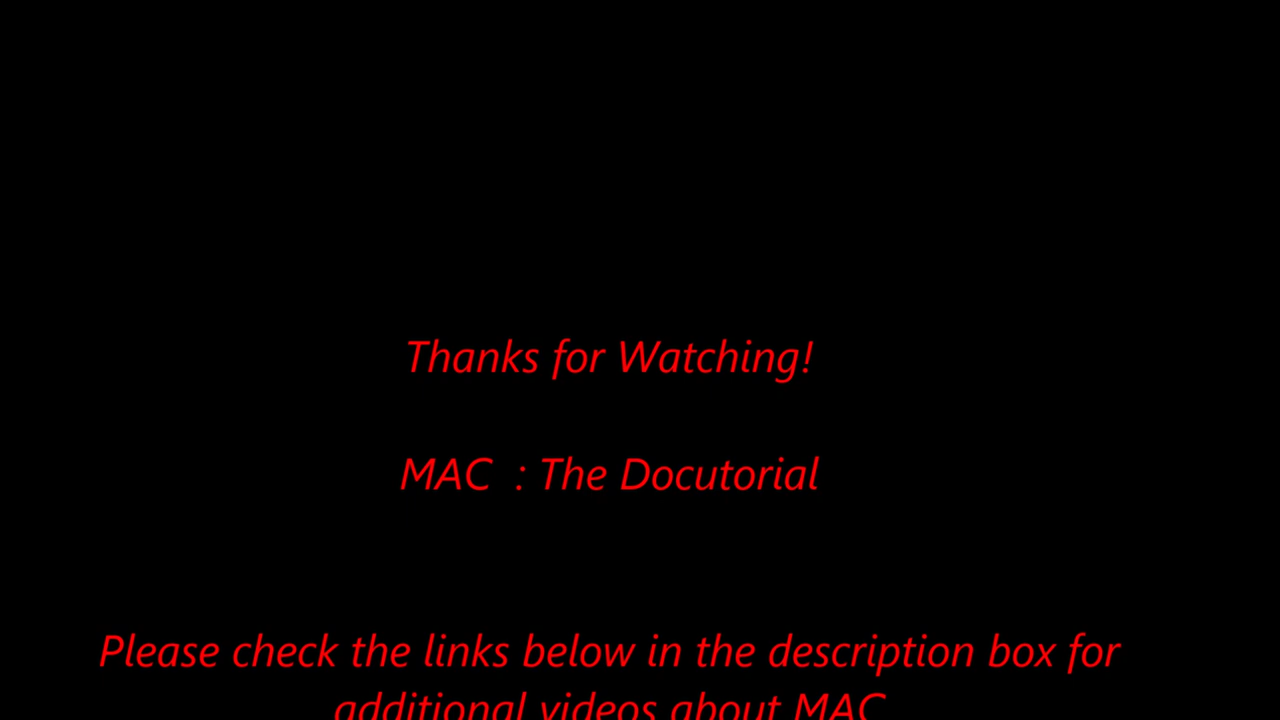 Thanks for Watching!
MAC  : The Docutorial
Please check the links below in the description box for
additional videos about MAC